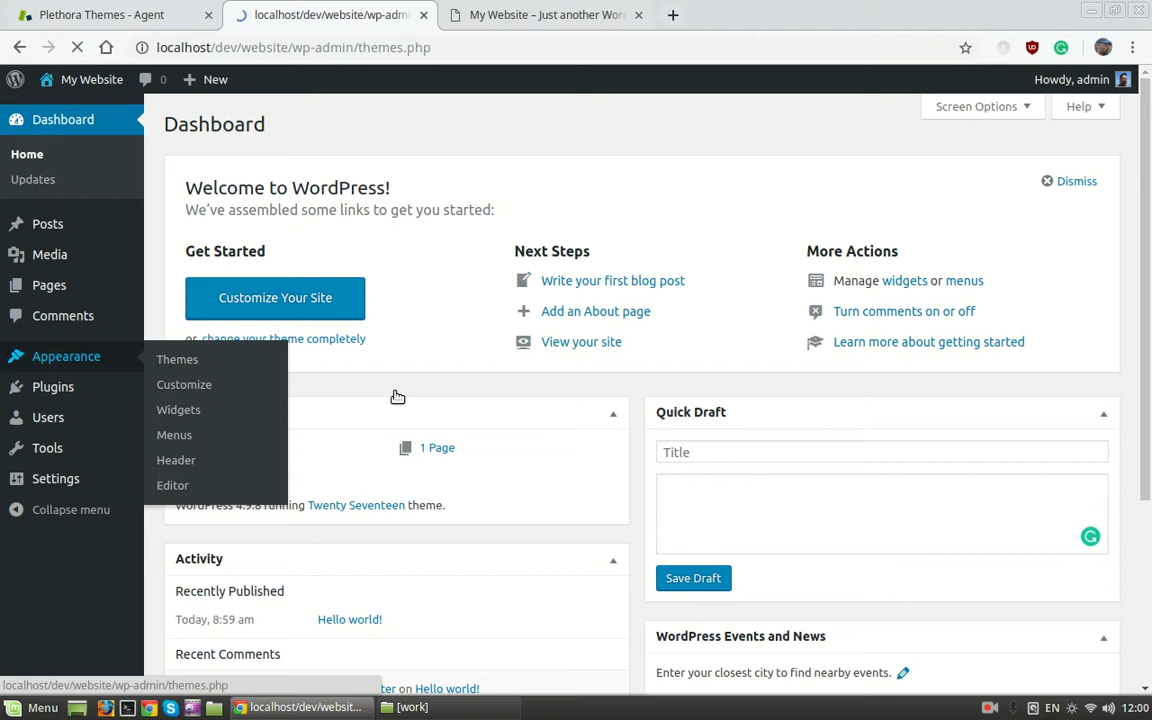 Plethora Themes - Agent
localhost/dev/website/wp-admin
My Website – Just another Wor
localhost/dev/website/wp-admin/themes.php
My Website 0 New
Howdy, admin
Dashboard
Home
Updates
Posts
Media
Pages
Comments
Appearance
Plugins
Users
Tools
Settings
Collapse menu
Themes
Customize
Widgets
Menus
Header
Editor
Dashboard
Screen Options
Help
Welcome to WordPress!
We've assembled some links to get you started:
Dismiss
Get Started
Customize Your Site
or change your theme completely
Next Steps
Write your first blog post
Add an About page
View your site
More Actions
Manage widgets or menus
Turn comments on or off
Learn more about getting started
1 Page
WordPress 4.9.8 running Twenty Seventeen theme.
Activity
Recently Published
Today, 8:59 am Hello world!
Recent Comments
on Hello world!
Quick Draft
Title
Save Draft
WordPress Events and News
Enter your closest city to find nearby events.
localhost/dev/website/wp-admin/themes.php
Menu
localhost/dev/websit...
[work]
EN
12:00